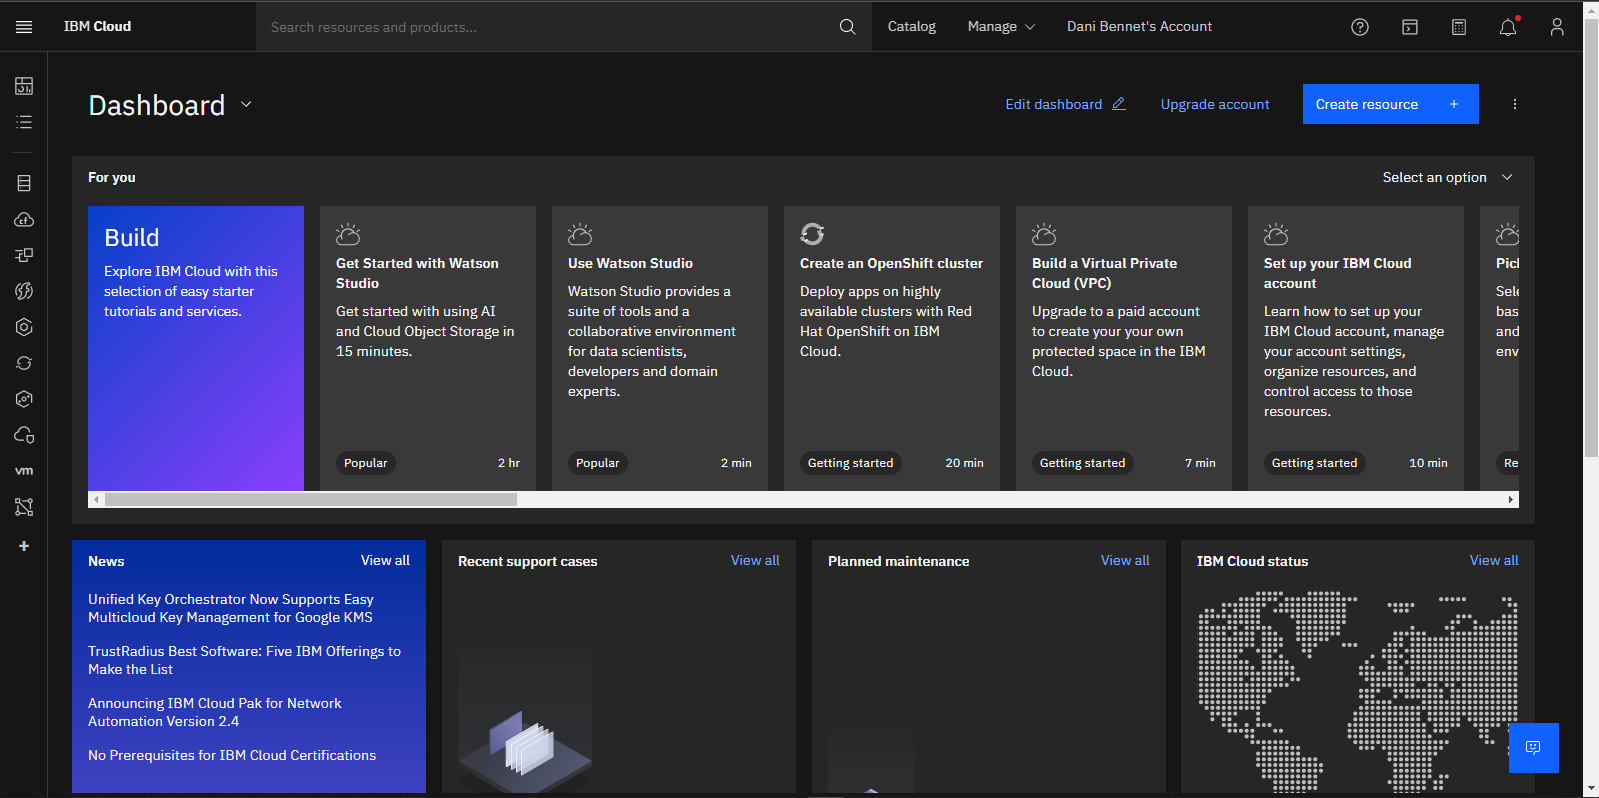 IBM Cloud
Search resources and products...
Catalog
Manage
Dani Bennet's Account
Dashboard
Edit dashboard
Upgrade account
Create resource +
For you
Select an option
Build
Explore IBM Cloud with this
selection of easy starter
tutorials and services.
Get Started with Watson
Studio
Get started with using AI
and Cloud Object Storage in
15 minutes.
Popular
2 hr
Use Watson Studio
Watson Studio provides a
suite of tools and a
collaborative environment
for data scientists,
developers and domain
experts.
Popular
2 min
Create an OpenShift cluster
Deploy apps on highly
available clusters with Red
Hat OpenShift on IBM
Cloud.
Getting started
20 min
Build a Virtual Private
Cloud (VPC)
Upgrade to a paid account
to create your your own
protected space in the IBM
Cloud.
Getting started
7 min
Set up your IBM Cloud
account
Learn how to set up your
IBM Cloud account, manage
your account settings,
organize resources, and
control access to those
resources.
Getting started
10 min
Sele
bas
and
env
Re
cf
vm
+
News
View all
Unified Key Orchestrator Now Supports Easy
Multicloud Key Management for Google KMS
TrustRadius Best Software: Five IBM Offerings to
Make the List
Announcing IBM Cloud Pak for Network
Automation Version 2.4
No Prerequisites for IBM Cloud Certifications
Recent support cases
View all
Planned maintenance
View all
IBM Cloud status
View all